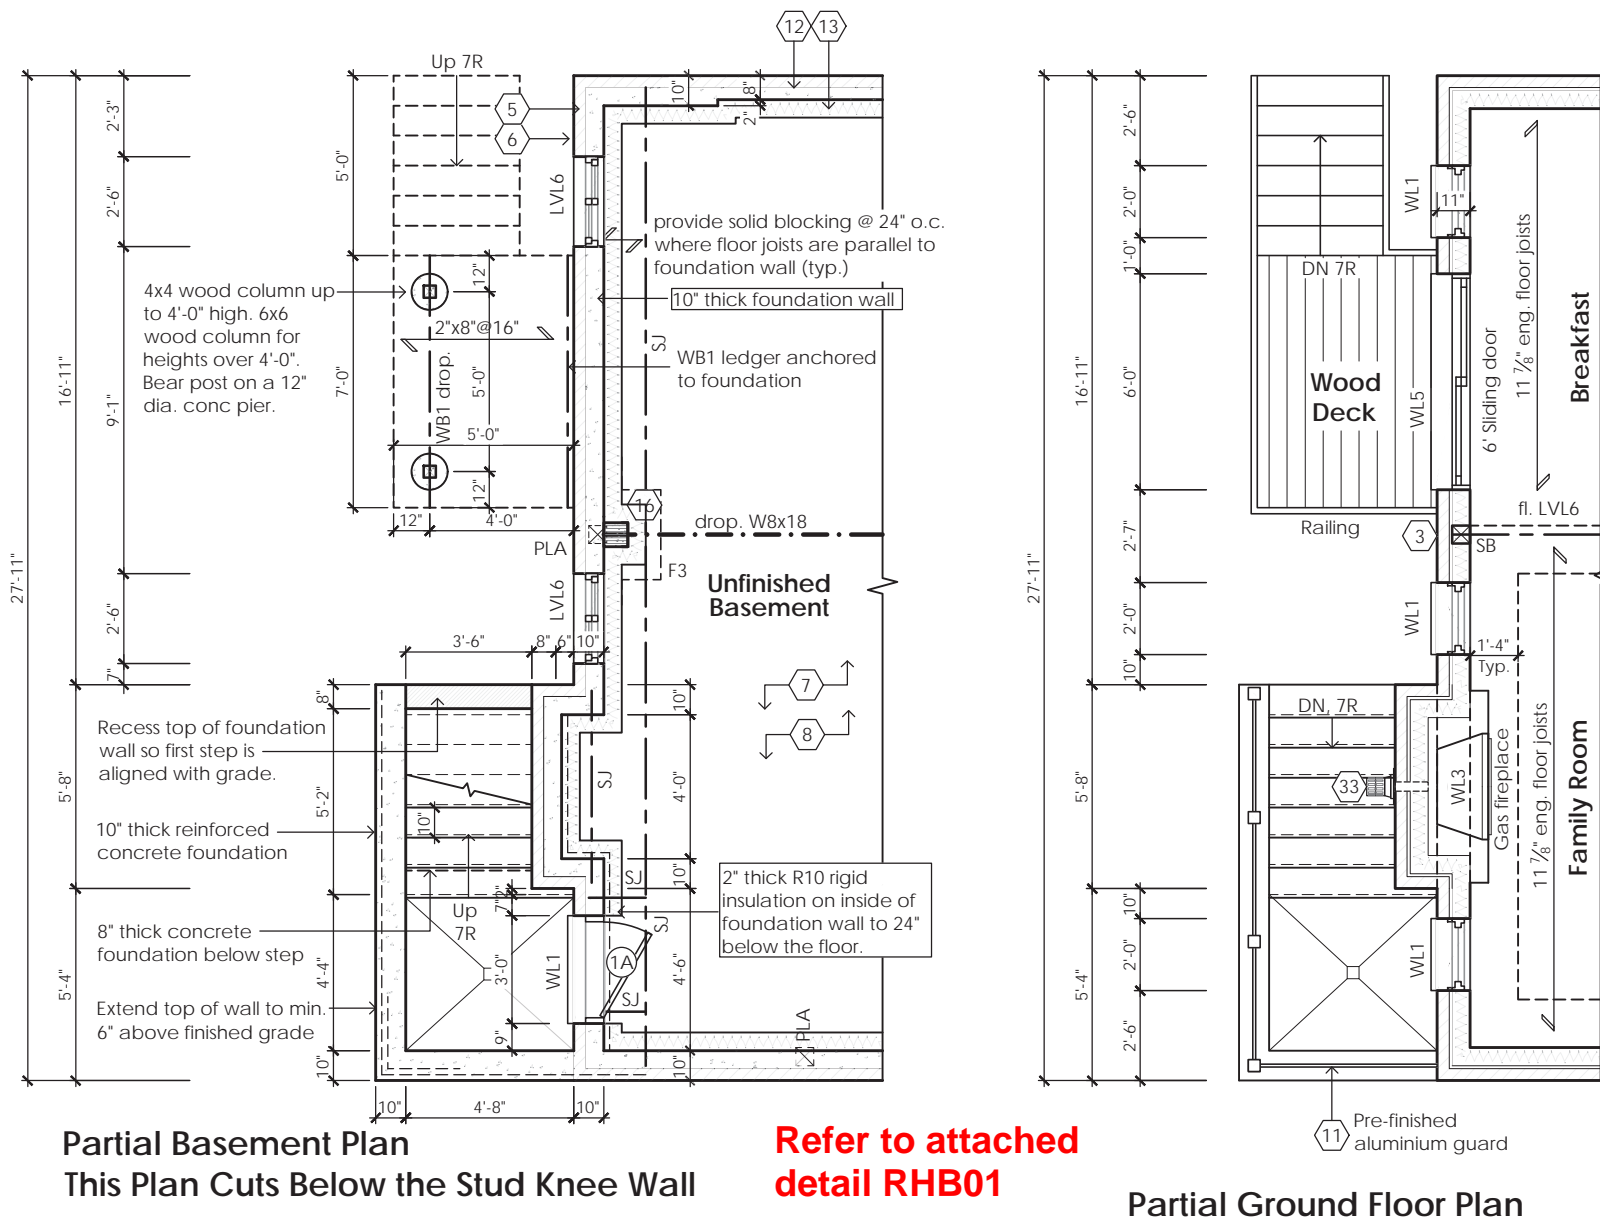 12 13
Up 7R
5
6
10"
8"
2"
2'-3"
2'-6"
9'-1"
2'-6"
7"
16'-11"
27'-11"
5'-8"
5'-4"
5'-0"
7'-0"
LVL6
provide solid blocking @ 24" o.c.
where floor joists are parallel to
foundation wall (typ.)
10" thick foundation wall
4x4 wood column up
to 4'-0" high. 6x6
wood column for
heights over 4'-0".
Bear post on a 12"
dia. conc pier.
12"
2"x8"@16"
WB1 drop.
5'-0"
5'-0"
12"
12"
4'-0"
SJ
WB1 ledger anchored
to foundation
16
drop. W8x18
PLA
F3
LVL6
Unfinished
Basement
3'-6"
8"
6"
10"
7
8
8"
5'-2"
4'-4"
10"
10"
4'-0"
10"
4'-6"
10"
Recess top of foundation
wall so first step is
aligned with grade.
10" thick reinforced
concrete foundation
8" thick concrete
foundation below step
Extend top of wall to min.
6" above finished grade
10"
SJ
SJ
SJ
SJ
2"
7"
3'-0"
9"
Up
7R
WL1
1A
2" thick R10 rigid
insulation on inside of
foundation wall to 24"
below the floor.
PLA
10"
4'-8"
10"
Partial Basement Plan
This Plan Cuts Below the Stud Knee Wall
Refer to attached
detail RHB01
27'-11"
16'-11"
5'-8"
5'-4"
2'-6"
2'-0"
1'-0"
6'-0"
2'-7"
2'-0"
10"
10"
2'-0"
2'-6"
DN 7R
WL1
11"
Wood
Deck
WL5
6' Sliding door
11 7⁄8" eng. floor joists
Breakfast
Railing
3
SB
fl. LVL6
WL1
1'-4"
Typ.
DN, 7R
33
WL3
Gas fireplace
11 7⁄8" eng. floor joists
Family Room
WL1
11
Pre-finished
aluminium guard
Partial Ground Floor Plan